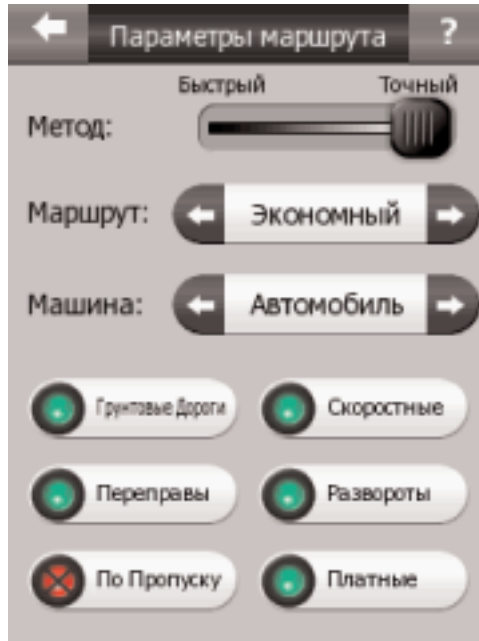 Параметры маршрута ?
Быстрый Точный
Метод:
Маршрут: Экономный
Машина: Автомобиль
Грунтовые Дороги Скоростные
Переправы Развороты
По Пропуску Платные